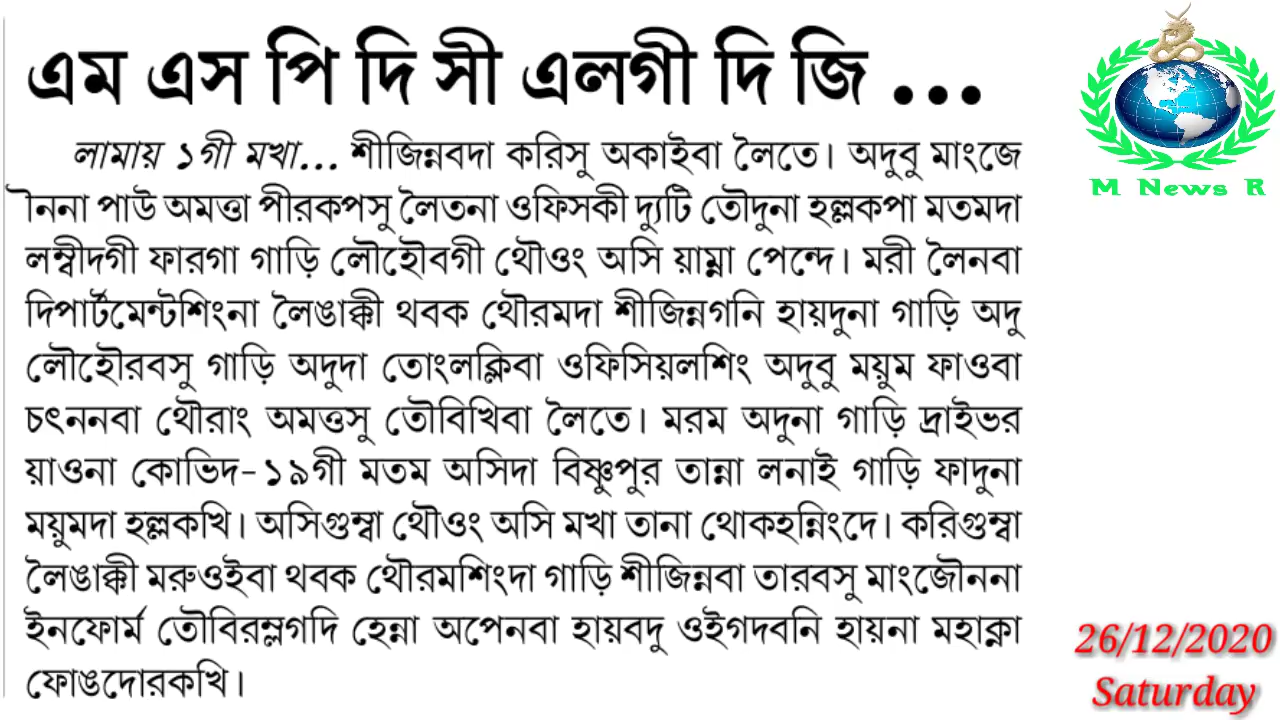 এম এস পি দি সী এলগী দি জি ...
লামায় ১গী মখা... শীজিন্নবদা করিসু অকাইবা লৈতে। অদুবু মাংজে
ৌননা পাউ অমত্তা পীরকপসু লৈতনা ওফিসকী দ্যুটি তৌদুনা হল্লকপা মতমদা
লম্বীদগী ফারগা গাড়ি লৌহৌবগী থৌওং অসি য়াম্না পেন্দে। মরী লৈনবা
দিপার্টমেন্টশিংনা লৈঙাক্কী থবক থৌরমদা শীজিন্নগনি হায়দুনা গাড়ি অদু
লৌহৌরবসু গাড়ি অদুদা তোংলক্লিবা ওফিসিয়লশিং অদুবু ময়ুম ফাওবা
চৎননবা থৌরাং অমত্তসু তৌবিখিবা লৈতে। মরম অদুনা গাড়ি দ্রাইভর
য়াওনা কোভিদ-১৯গী মতম অসিদা বিষ্ণুপুর তান্না লনাই গাড়ি ফাদুনা
ময়ুমদা হল্লকখি। অসিগুম্বা থৌওং অসি মখা তানা থোকহন্নিংদে। করিগুম্বা
লৈঙাক্কী মরুওইবা থবক থৌরমশিংদা গাড়ি শীজিন্নবা তারবসু মাংজৌননা
ইনফোর্ম তৌবিরম্লগদি হেন্না অপেনবা হায়বদু ওইগদবনি হায়না মহাক্না
ফোঙদোরকখি।
M News R
26/12/2020
Saturday